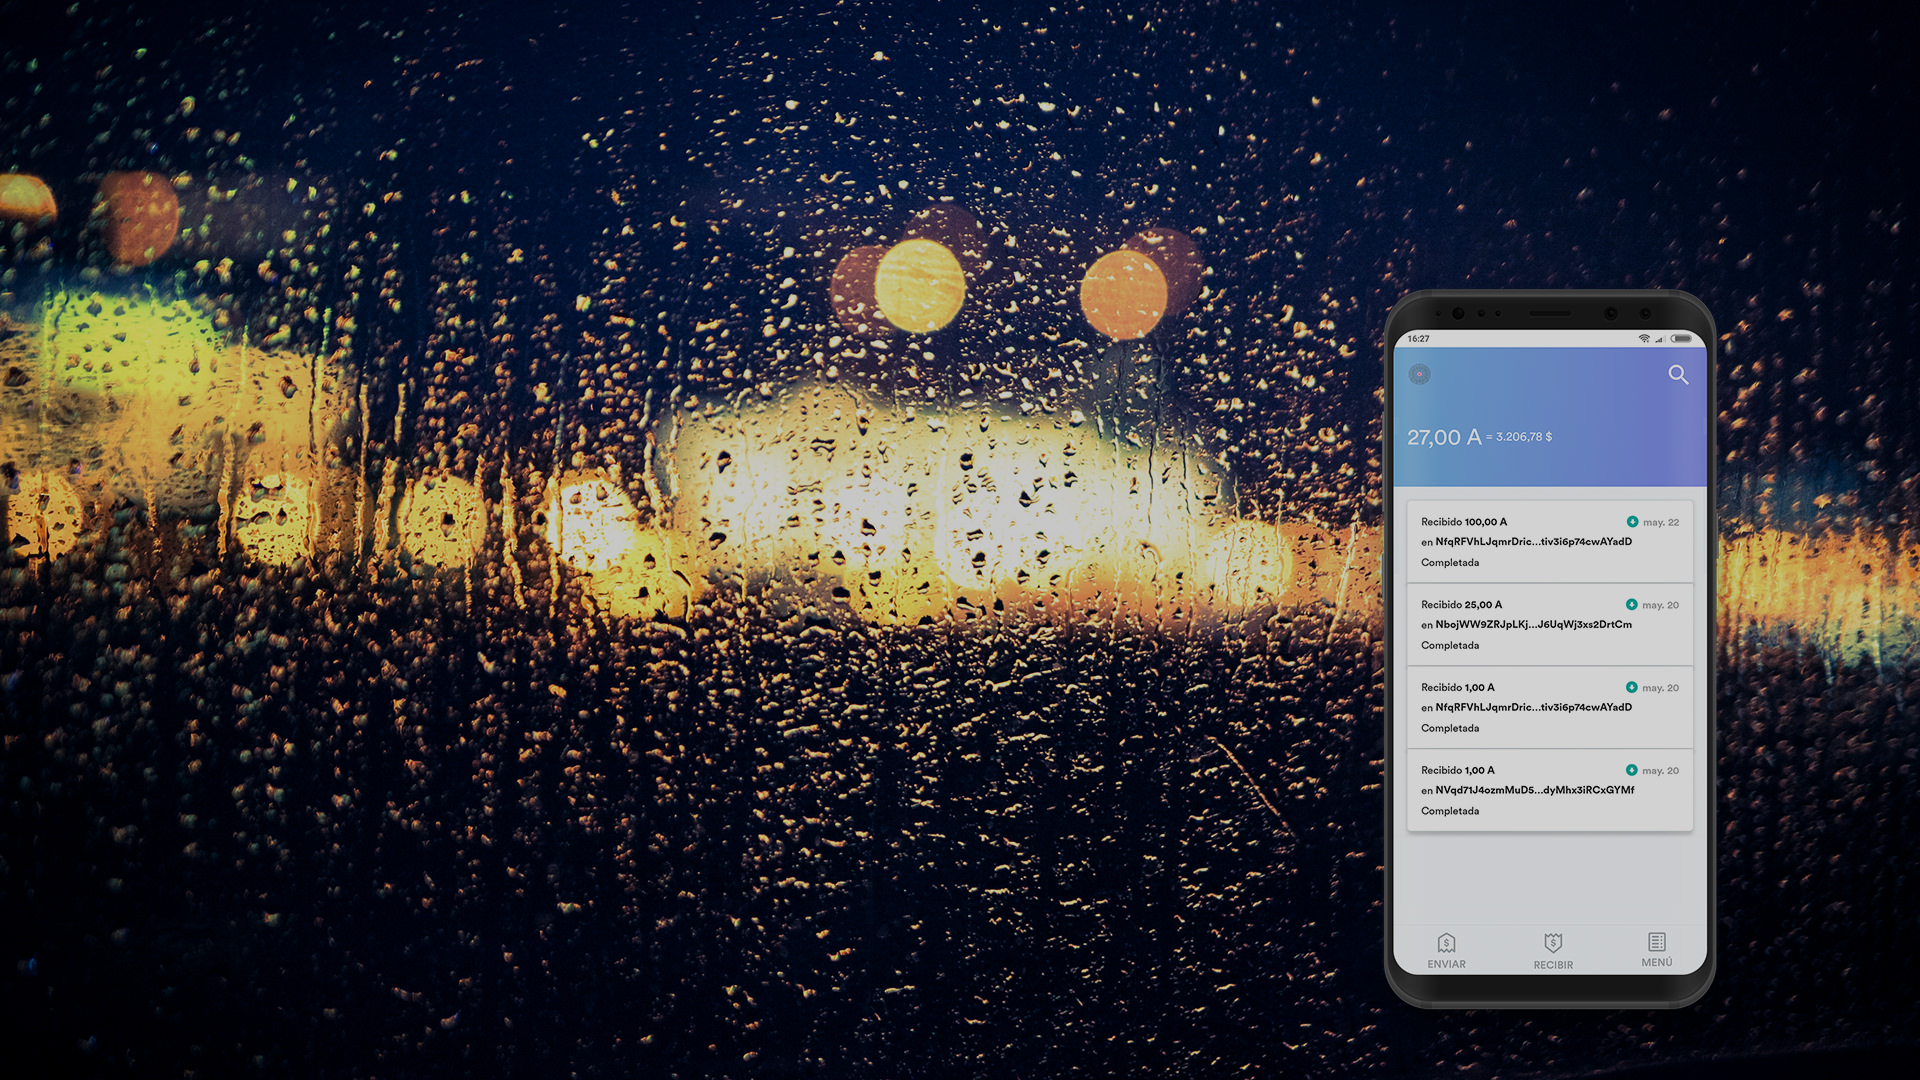 16:27
27,00 A = 3.206,78 $
Recibido 100,00 A may. 22
en NfqRFVhLJqmrDric...tiv3i6p74cwAYadD
Completada
Recibido 25,00 A may. 20
en NbojWW9ZRJpLKj...J6UqWj3xs2DrtCm
Completada
Recibido 1,00 A may. 20
en NfqRFVhLJqmrDric...tiv3i6p74cwAYadD
Completada
Recibido 1,00 A may. 20
en NVqd71J4ozmMuD5...dyMhx3iRCxGYMf
Completada
ENVIAR
RECIBIR
MENÚ